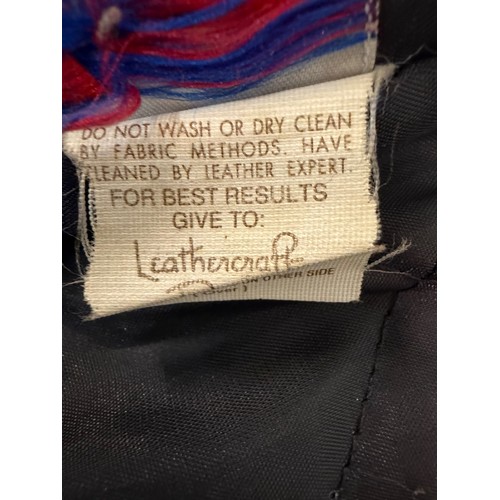 DO NOT WASH OR DRY CLEAN
BY FABRIC METHODS. HAVE
CLEANED BY LEATHER EXPERT.
FOR BEST RESULTS
GIVE TO:
Leathercraft
ON OTHER SIDE